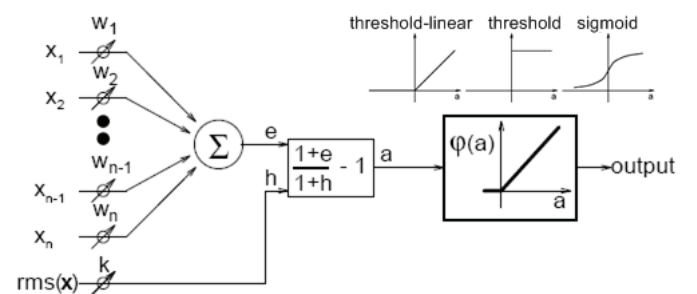 threshold-linear threshold sigmoid
a a a
w1
x1
w2
x2
wn-1
xn-1
wn
xn
k
rms(x)
Σ
e
h
1+e
1+h
- 1
a
φ(a)
a
output